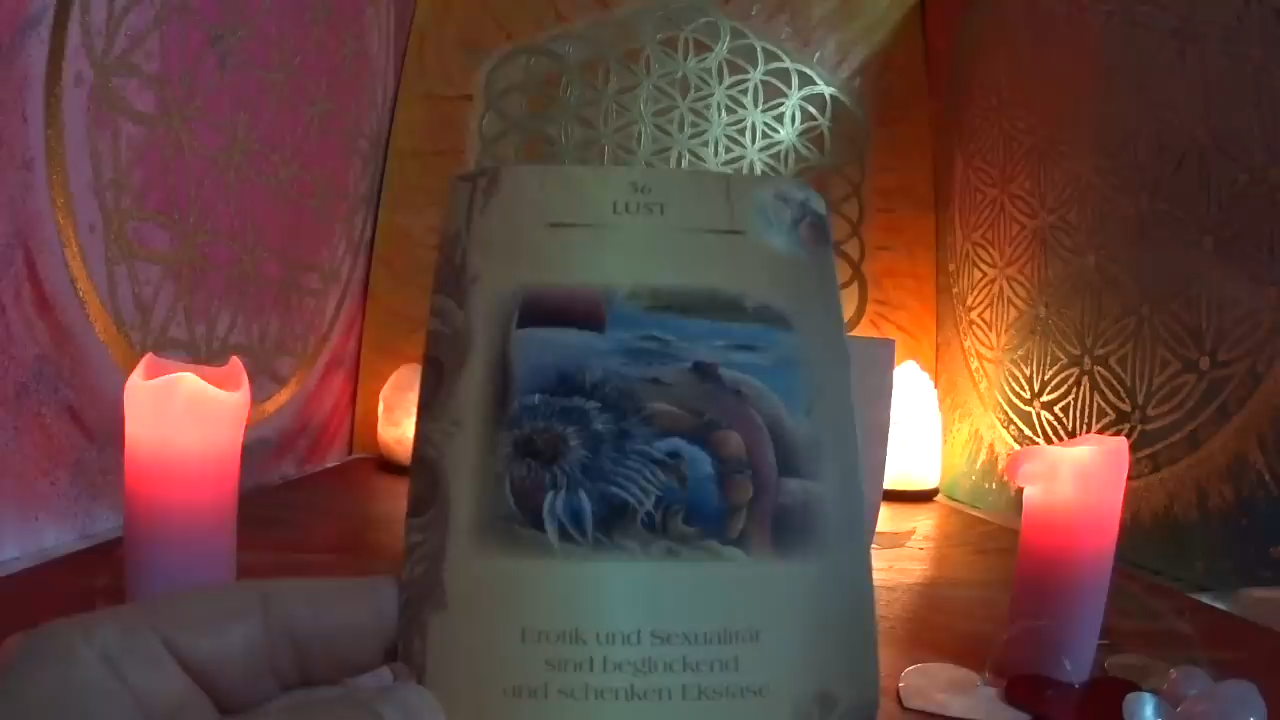 36
LUST
Erotik und Sexualität
sind beglückend
und schenken Ekstase.